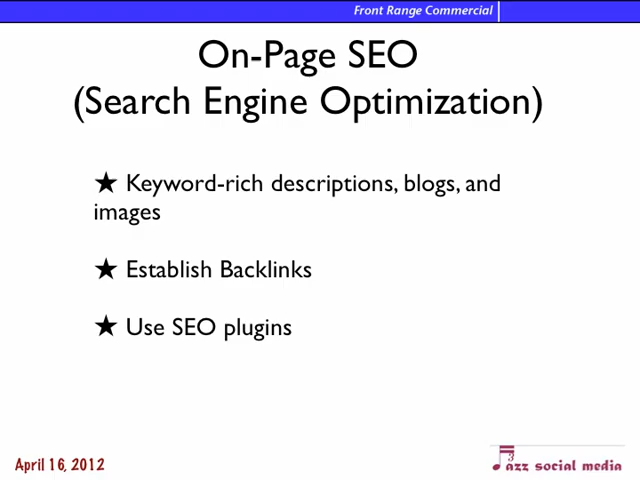 Front Range Commercial
On-Page SEO
(Search Engine Optimization)
★ Keyword-rich descriptions, blogs, and
images
★ Establish Backlinks
★ Use SEO plugins
April 16, 2012
Jazz social media